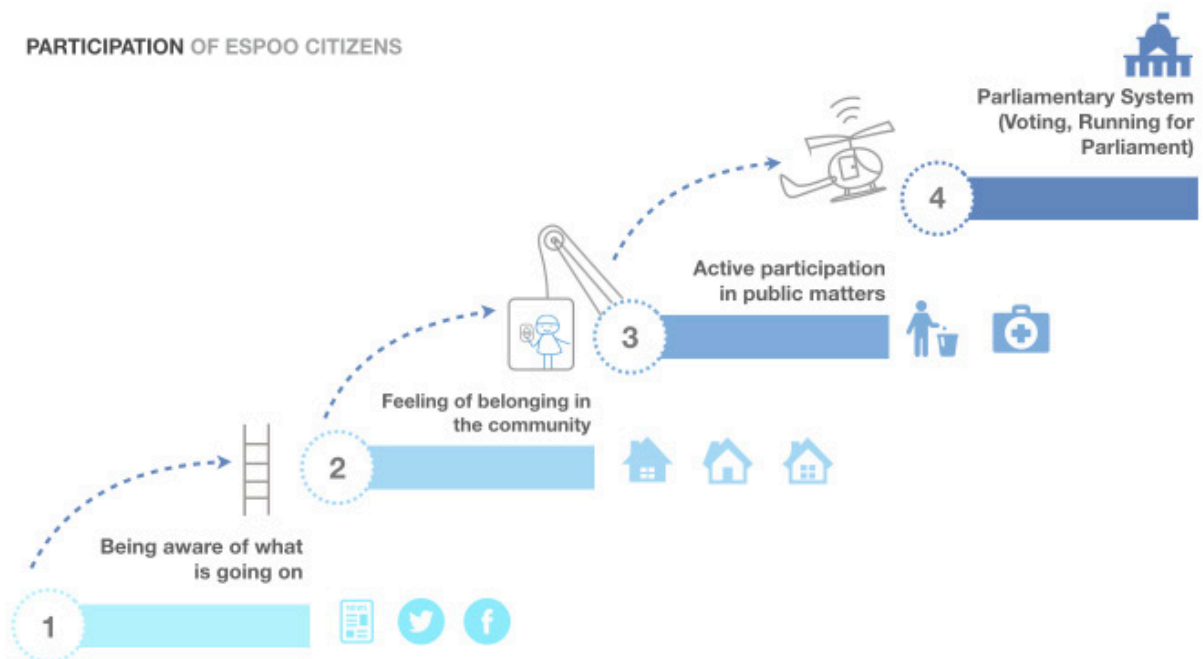 PARTICIPATION OF ESPOO CITIZENS
Parliamentary System
(Voting, Running for
Parliament)
4
Active participation
in public matters
3
Feeling of belonging in
the community
2
Being aware of what
is going on
1
NEWS
f